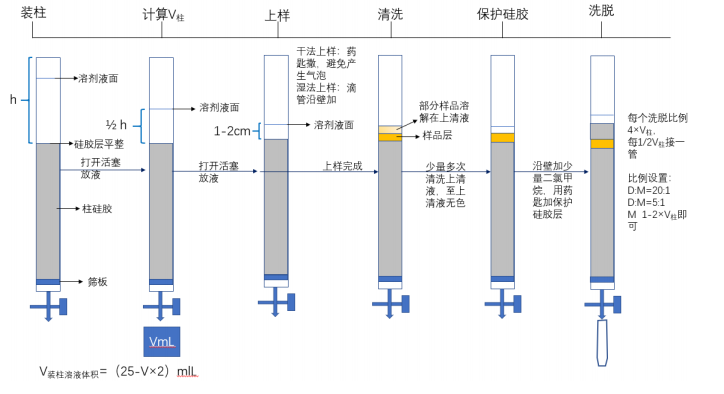 装柱
计算V柱
上样
清洗
保护硅胶
洗脱
h
溶剂液面
硅胶层平整
打开活塞
放液
柱硅胶
筛板
½ h
溶剂液面
打开活塞
放液
VmL
V装柱溶液体积=（25-V×2）mlL
干法上样：药
匙撒，避免产
生气泡
湿法上样：滴
管沿壁加
1-2cm
溶剂液面
上样完成
部分样品溶
解在上清液
样品层
少量多次
清洗上清
液，至上
清液无色
沿壁加少
量二氯甲
烷，用药
匙加保护
硅胶层
每个洗脱比例
4×V柱,
每1/2V柱接一
管
比例设置：
D:M=20:1
D:M=5:1
M 1-2×V柱即
可